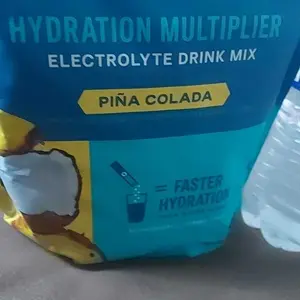 HYDRATION MULTIPLIER
ELECTROLYTE DRINK MIX
PIÑA COLADA
= FASTER
HYDRATION